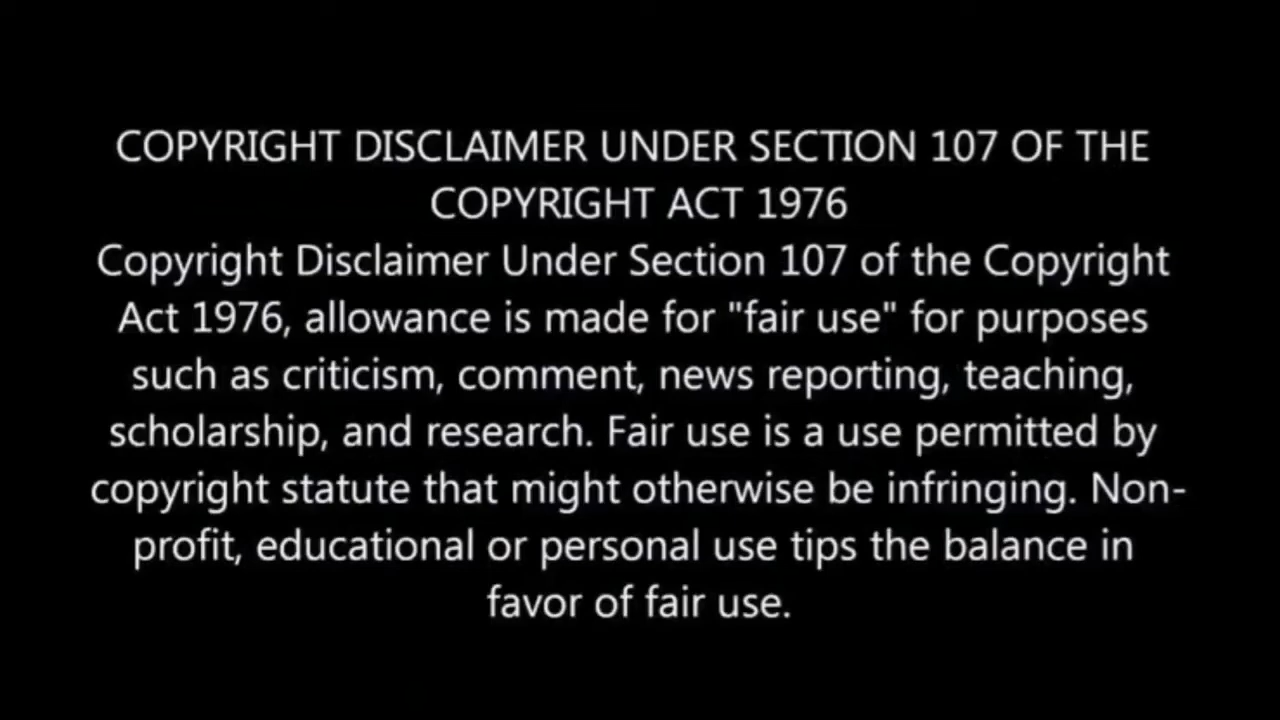 COPYRIGHT DISCLAIMER UNDER SECTION 107 OF THE
COPYRIGHT ACT 1976
Copyright Disclaimer Under Section 107 of the Copyright
Act 1976, allowance is made for "fair use" for purposes
such as criticism, comment, news reporting, teaching,
scholarship, and research. Fair use is a use permitted by
copyright statute that might otherwise be infringing. Non-
profit, educational or personal use tips the balance in
favor of fair use.